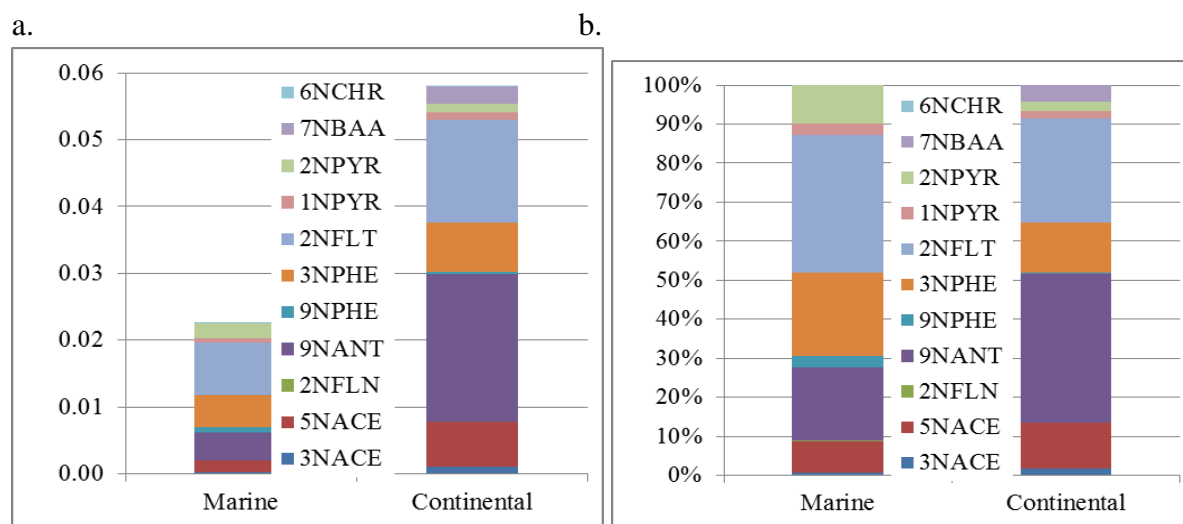 a.
0.06
0.05
0.04
0.03
0.02
0.01
0.00
6NCHR
7NBAA
2NPYR
1NPYR
2NFLT
3NPHE
9NPHE
9NANT
2NFLN
5NACE
3NACE
Marine Continental
b.
100%
90%
80%
70%
60%
50%
40%
30%
20%
10%
0%
6NCHR
7NBAA
2NPYR
1NPYR
2NFLT
3NPHE
9NPHE
9NANT
2NFLN
5NACE
3NACE
Marine Continental